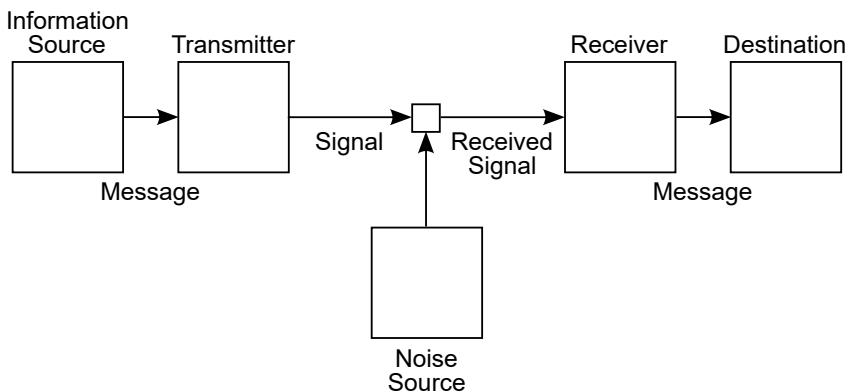 Information
Source
Transmitter
Receiver
Destination
Signal
Received
Signal
Message
Message
Noise
Source